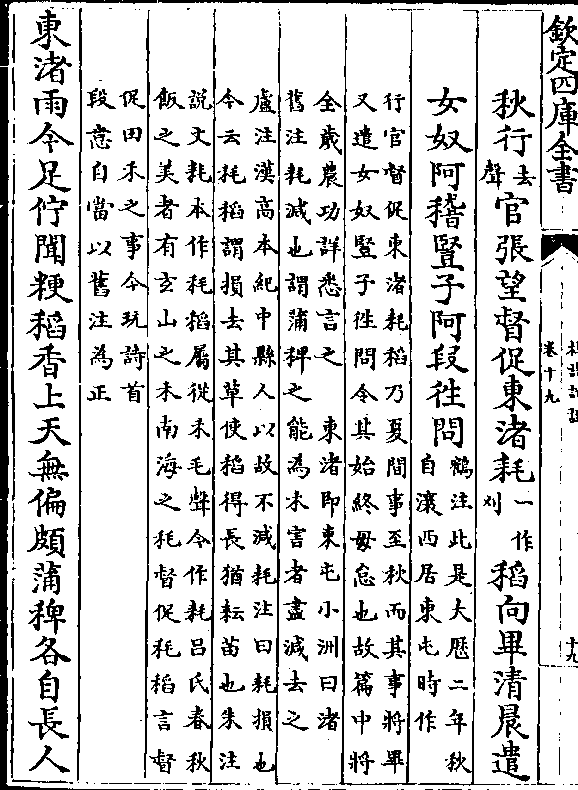 欽定四庫全書
卷十九
十九
秋行去聲官張望督促東渚耗一作刈稻向畢清晨遣
女奴阿稽豎子阿段往問鶴注此是大厯二年秋自瀼西居東屯時作
行官督促東渚耗稻乃夏間事至秋而其事將畢
又遣女奴豎子往問令其始終毋怠也故篇中將
全歲農功詳悉言之 東渚即東屯小洲曰渚
舊注耗減也謂蒲稗之能為禾害者盡減去之
盧注漢高本紀中縣人以故不減耗注曰耗損也
今云耗稻謂損去其草使稻得長猶耘苗也朱注
説文耗本作秏稻屬從禾毛聲今作耗吕氏春秋
飯之美者有玄山之禾南海之秏督促秏稻言督
促田禾之事今玩詩首
段意自當以舊注為正
東渚雨今足佇聞粳稻香上天無偏頗蒲稗各自長人